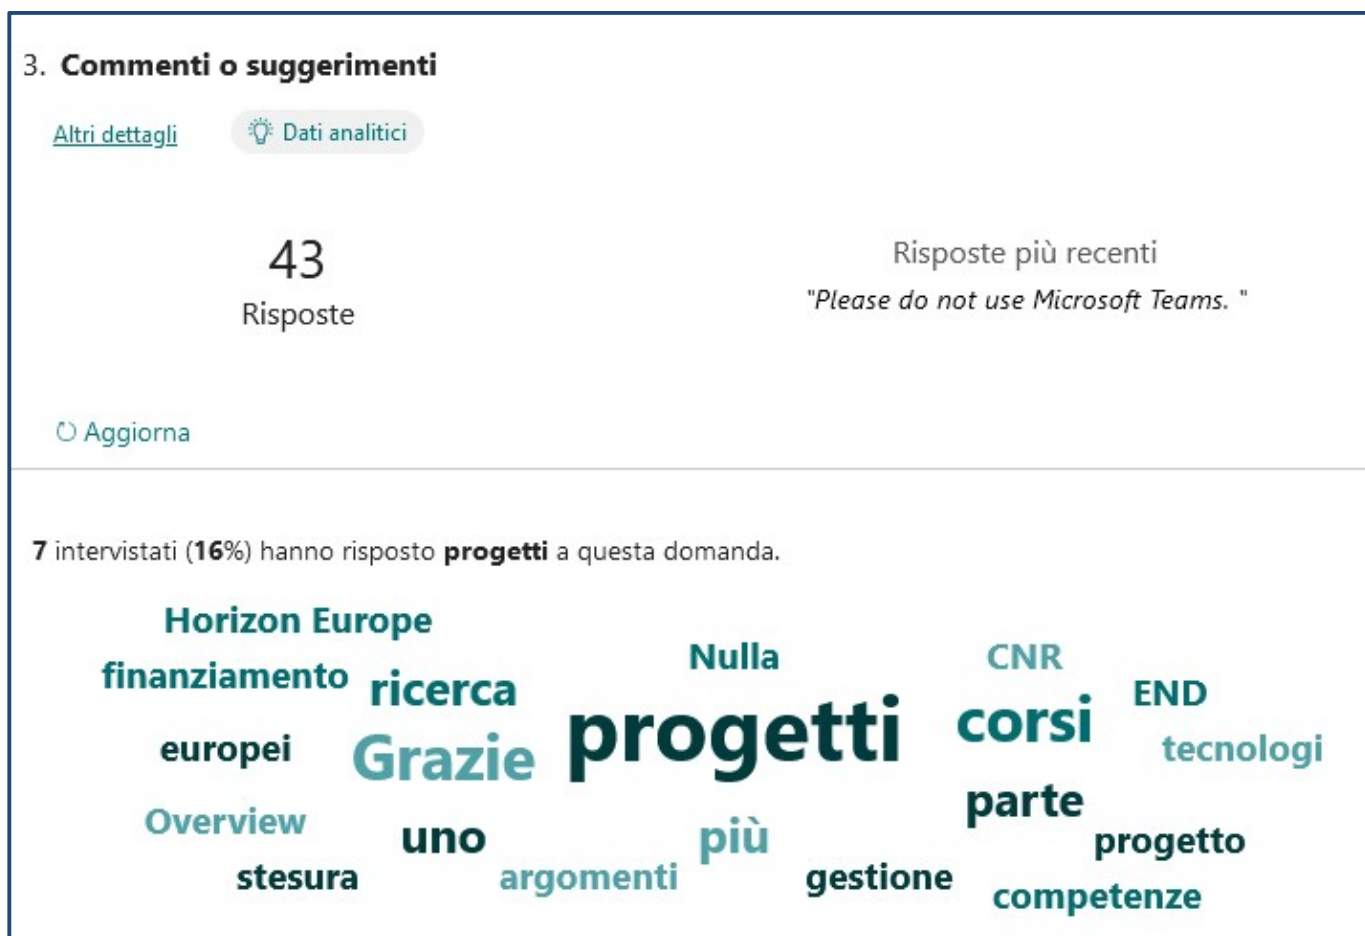 3. Commenti o suggerimenti
Altri dettagli
Dati analitici
43
Risposte
Risposte più recenti
"Please do not use Microsoft Teams. "
Aggiorna
7 intervistati (16%) hanno risposto progetti a questa domanda.
Horizon Europe
finanziamento
ricerca
Nulla
CNR
END
europei
Grazie
progetti
corsi
tecnologi
Overview
uno
più
parte
progetto
stesura
argomenti
gestione
competenze